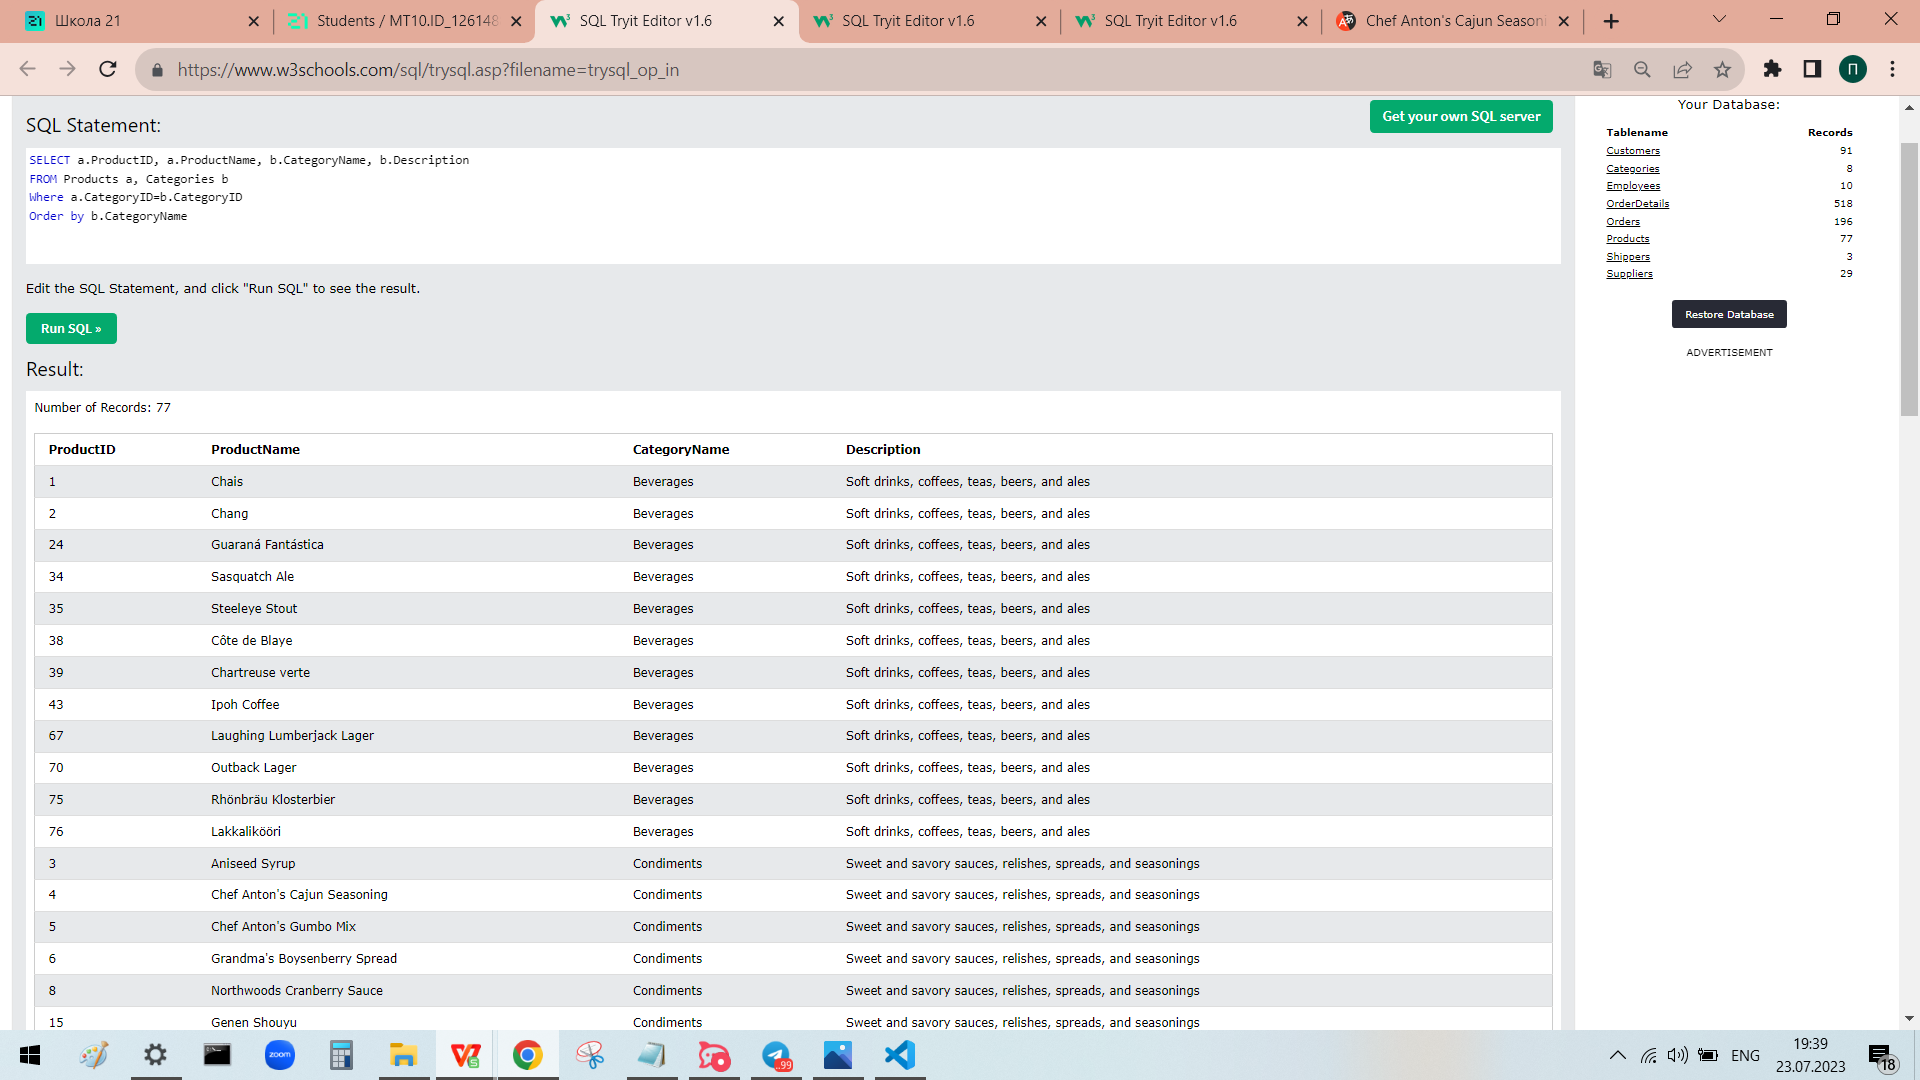 Школа 21
Students / MT10.ID_126148
SQL Tryit Editor v1.6
SQL Tryit Editor v1.6
SQL Tryit Editor v1.6
Chef Anton's Cajun Seasoni
https://www.w3schools.com/sql/trysql.asp?filename=trysql_op_in
П
SQL Statement:
Get your own SQL server
SELECT a.ProductID, a.ProductName, b.CategoryName, b.Description
FROM Products a, Categories b
Where a.CategoryID=b.CategoryID
Order by b.CategoryName
Edit the SQL Statement, and click "Run SQL" to see the result.
Run SQL »
Result:
Number of Records: 77
ProductID ProductName CategoryName Description
1 Chais Beverages Soft drinks, coffees, teas, beers, and ales
2 Chang Beverages Soft drinks, coffees, teas, beers, and ales
24 Guaraná Fantástica Beverages Soft drinks, coffees, teas, beers, and ales
34 Sasquatch Ale Beverages Soft drinks, coffees, teas, beers, and ales
35 Steeleye Stout Beverages Soft drinks, coffees, teas, beers, and ales
38 Côte de Blaye Beverages Soft drinks, coffees, teas, beers, and ales
39 Chartreuse verte Beverages Soft drinks, coffees, teas, beers, and ales
43 Ipoh Coffee Beverages Soft drinks, coffees, teas, beers, and ales
67 Laughing Lumberjack Lager Beverages Soft drinks, coffees, teas, beers, and ales
70 Outback Lager Beverages Soft drinks, coffees, teas, beers, and ales
75 Rhönbräu Klosterbier Beverages Soft drinks, coffees, teas, beers, and ales
76 Lakkalikööri Beverages Soft drinks, coffees, teas, beers, and ales
3 Aniseed Syrup Condiments Sweet and savory sauces, relishes, spreads, and seasonings
4 Chef Anton's Cajun Seasoning Condiments Sweet and savory sauces, relishes, spreads, and seasonings
5 Chef Anton's Gumbo Mix Condiments Sweet and savory sauces, relishes, spreads, and seasonings
6 Grandma's Boysenberry Spread Condiments Sweet and savory sauces, relishes, spreads, and seasonings
8 Northwoods Cranberry Sauce Condiments Sweet and savory sauces, relishes, spreads, and seasonings
15 Genen Shouyu Condiments Sweet and savory sauces, relishes, spreads, and seasonings
Your Database:
Tablename Records
Customers 91
Categories 8
Employees 10
OrderDetails 518
Orders 196
Products 77
Shippers 3
Suppliers 29
Restore Database
ADVERTISEMENT
zoom
..99
ENG
19:39
23.07.2023
18